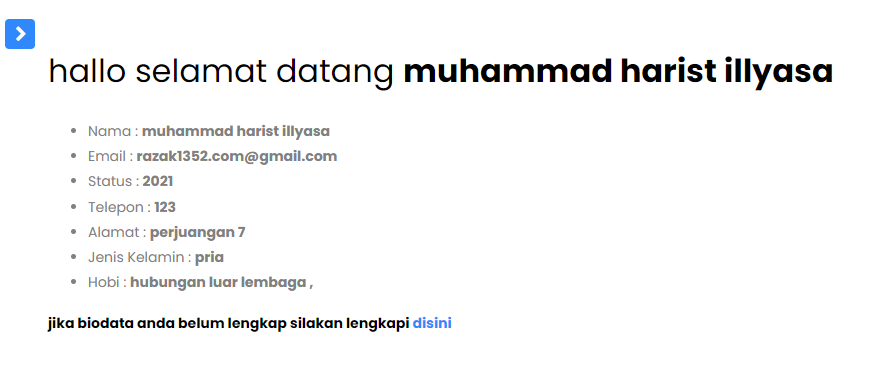 hallo selamat datang muhammad harist illyasa
Nama : muhammad harist illyasa
Email : razak1352.com@gmail.com
Status : 2021
Telepon : 123
Alamat : perjuangan 7
Jenis Kelamin : pria
Hobi : hubungan luar lembaga ,
jika biodata anda belum lengkap silakan lengkapi disini